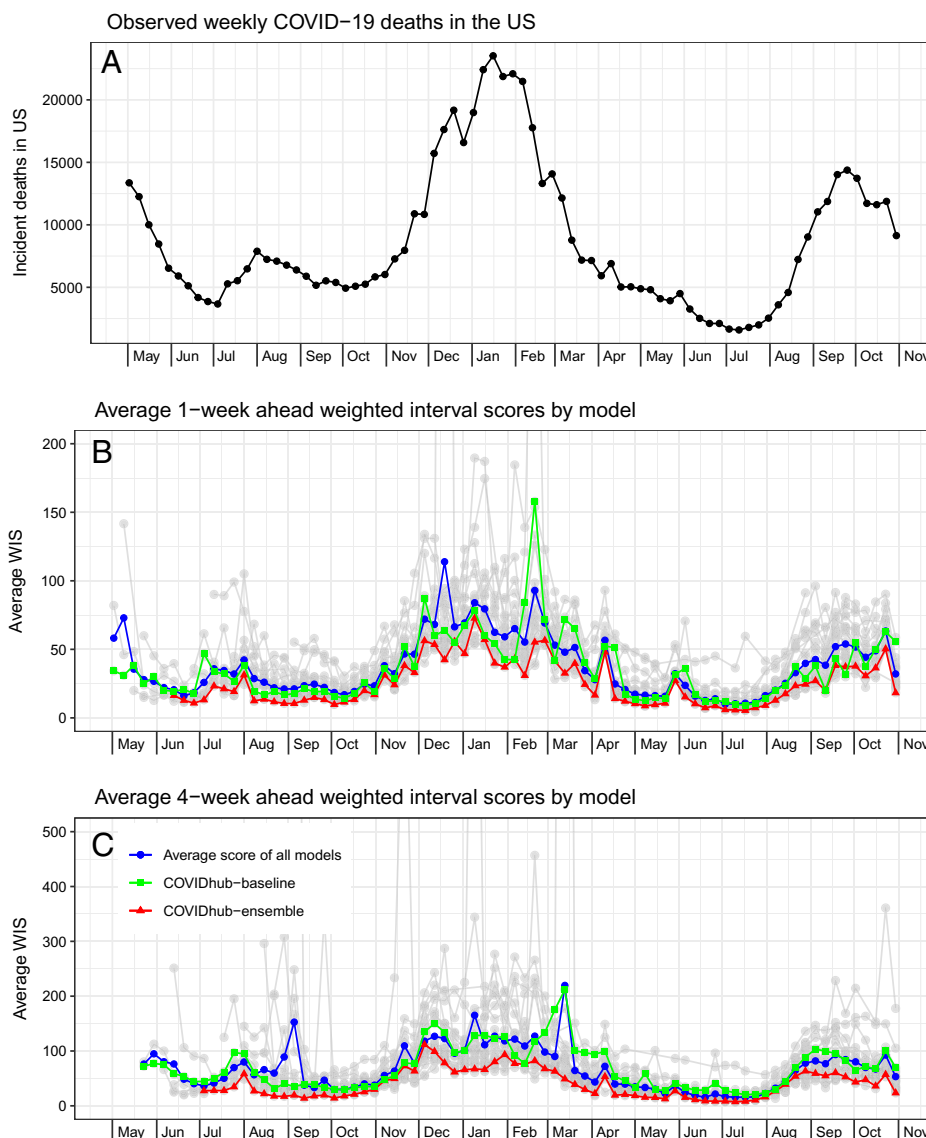 Observed weekly COVID−19 deaths in the US
A
Incident deaths in US
20000
15000
10000
5000
May Jun Jul Aug Sep Oct Nov Dec Jan Feb Mar Apr May Jun Jul Aug Sep Oct Nov
Average 1−week ahead weighted interval scores by model
B
Average WIS
200
150
100
50
0
May Jun Jul Aug Sep Oct Nov Dec Jan Feb Mar Apr May Jun Jul Aug Sep Oct Nov
Average 4−week ahead weighted interval scores by model
C
Average WIS
500
400
300
200
100
0
Average score of all models
COVIDhub−baseline
COVIDhub−ensemble
May Jun Jul Aug Sep Oct Nov Dec Jan Feb Mar Apr May Jun Jul Aug Sep Oct Nov